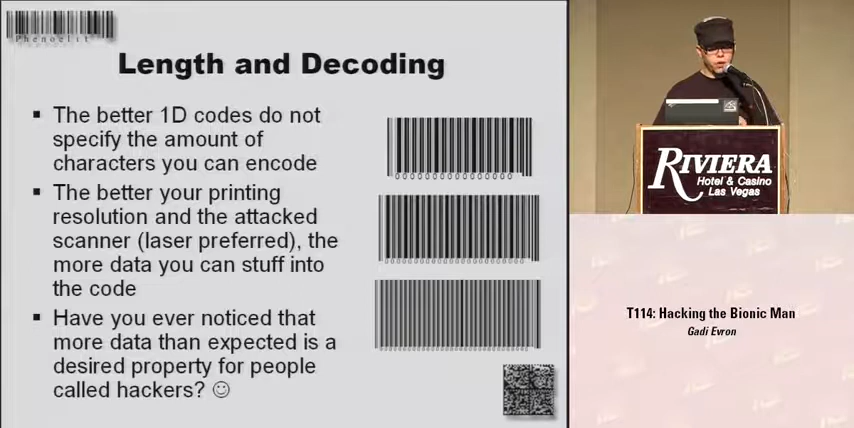 Phenoelit
Length and Decoding
▪ The better 1D codes do not
specify the amount of
characters you can encode
▪ The better your printing
resolution and the attacked
scanner (laser preferred), the
more data you can stuff into
the code
▪ Have you ever noticed that
more data than expected is a
desired property for people
called hackers? ☺
RIVIERA
Hotel & Casino
Las Vegas
T114: Hacking the Bionic Man
Gadi Evron